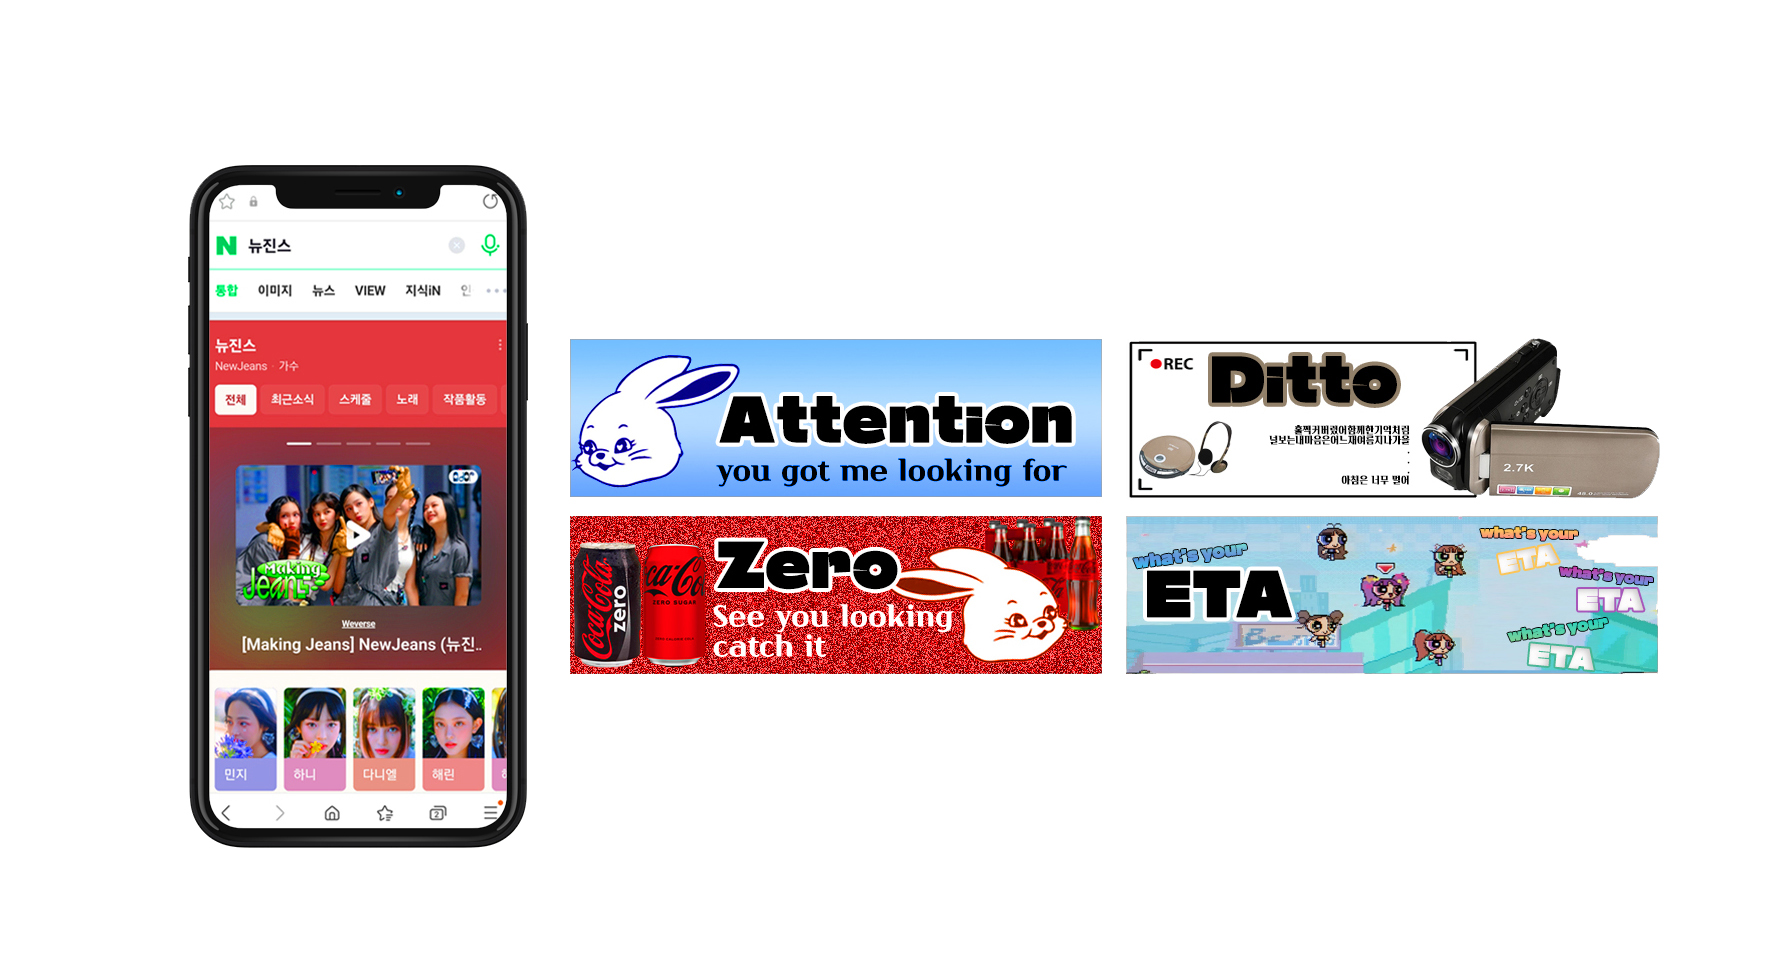 N 뉴진스
통합 이미지 뉴스 VIEW 지식iN 인
뉴진스
NewJeans · 가수
전체 최근소식 스케줄 노래 작품활동
Making
Jeans
Weverse
[Making Jeans] NewJeans (뉴진..
민지 하니 다니엘 해린
2
Attention
you got me looking for
REC
Ditto
훌쩍커버렸어함께한기억처럼
널보는내마음은어느새여름지나가을
.
.
아침은 너무 멀어
2.7K
Coca-Cola
zero
ca-Co
ZERO SUGAR
Zero
See you looking
catch it
what's your
ETA
what's your
ETA
what's your
ETA
what's your
ETA